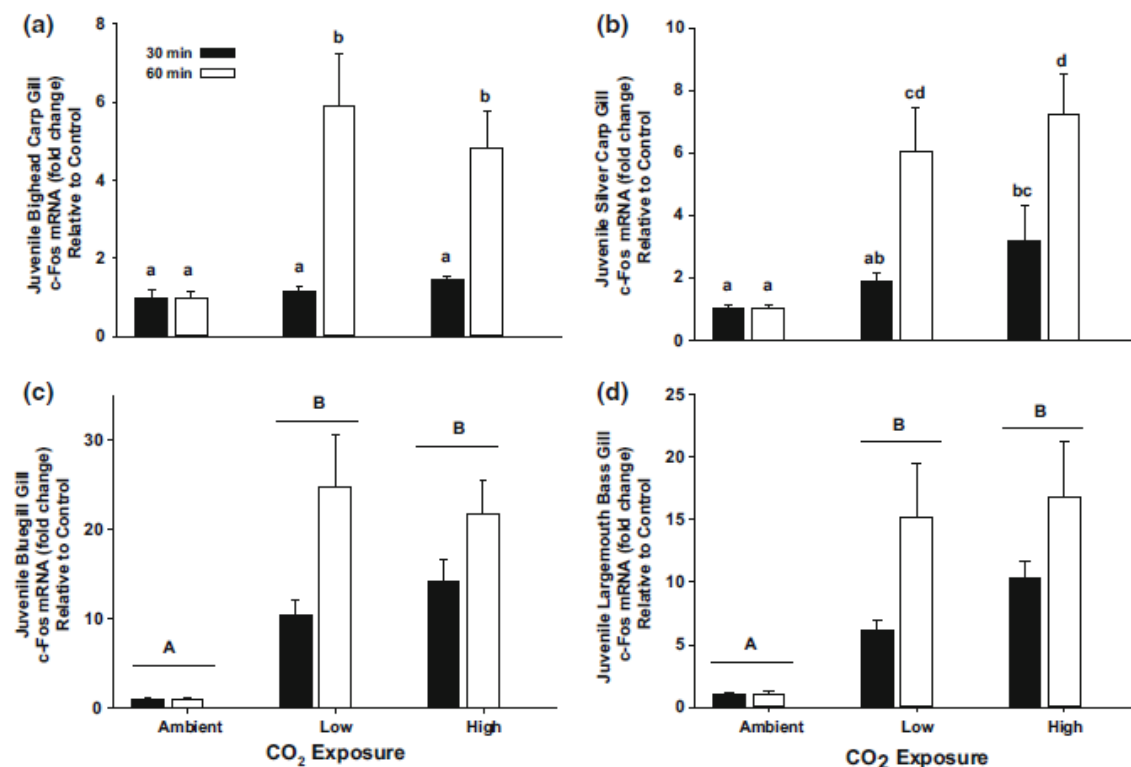 (a)
Juvenile Bighead Carp Gill
c-Fos mRNA (fold change)
Relative to Control
8
6
4
2
0
30 min
60 min
a
a
a
b
a
b
(b)
Juvenile Silver Carp Gill
c-Fos mRNA (fold change)
Relative to Control
10
8
6
4
2
0
a
a
ab
cd
bc
d
(c)
Juvenile Bluegill Gill
c-Fos mRNA (fold change)
Relative to Control
30
20
10
0
A
B
B
Ambient
Low
High
CO2 Exposure
(d)
Juvenile Largemouth Bass Gill
c-Fos mRNA (fold change)
Relative to Control
25
20
15
10
5
0
A
B
B
Ambient
Low
High
CO2 Exposure